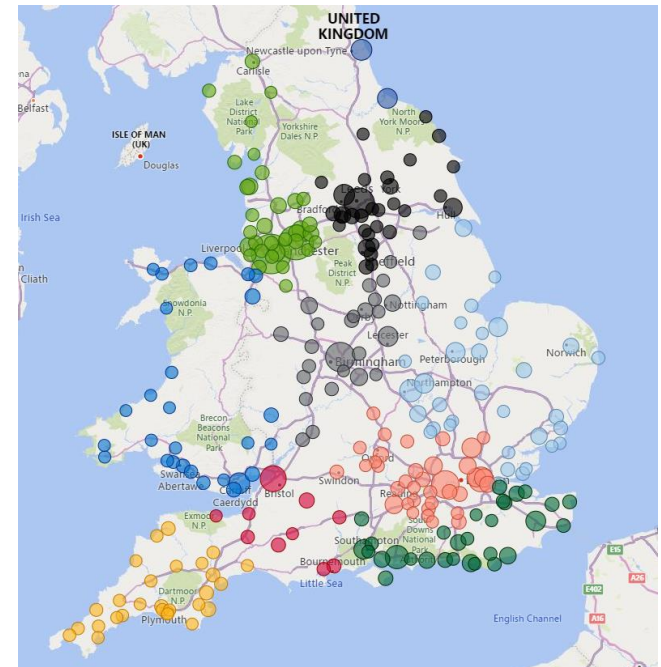 UNITED
KINGDOM
Newcastle upon Tyne
Carlisle
Belfast
Lake
District
National
Park
North
York Moors
N.P.
ISLE OF MAN
(UK)
Yorkshire
Dales N.P.
Douglas
Leeds
York
Irish Sea
Bradford
Hull
Liverpool
Cliath
Peak
District
N.P.
Snowdonia
N.P.
Nottingham
Leicester
Norwich
Birmingham
Peterborough
Northampton
Brecon
Beacons
National
Park
Swansea
Abertawe
Oxford
Swindon
Caerdydd
Bristol
Exmoor
N.P.
South
Downs
National
Southampton
Bournemouth
Little Sea
Dartmoor
N.P.
Plymouth
E15
A26
E402
A16
English Channel